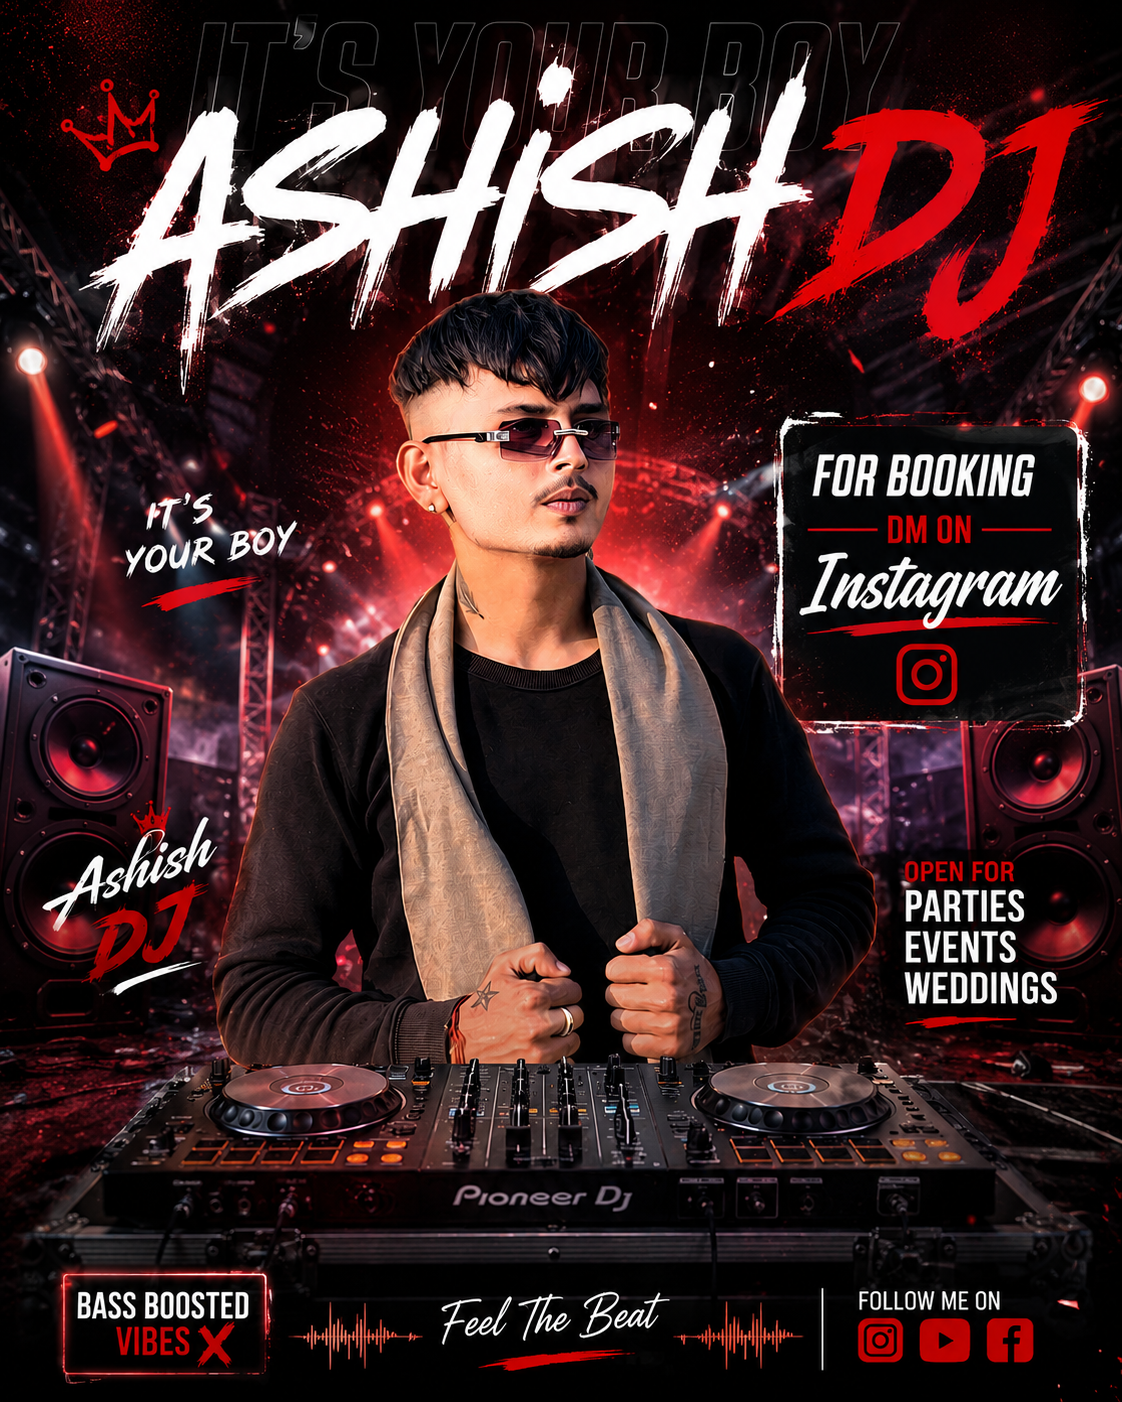 IT'S YOUR BOY
ASHiSH DJ
IT'S
YOUR BOY
FOR BOOKING
DM ON
Instagram
Ashish
DJ
OPEN FOR
PARTIES
EVENTS
WEDDINGS
Pioneer Dj
BASS BOOSTED
VIBES X
Feel The Beat
FOLLOW ME ON